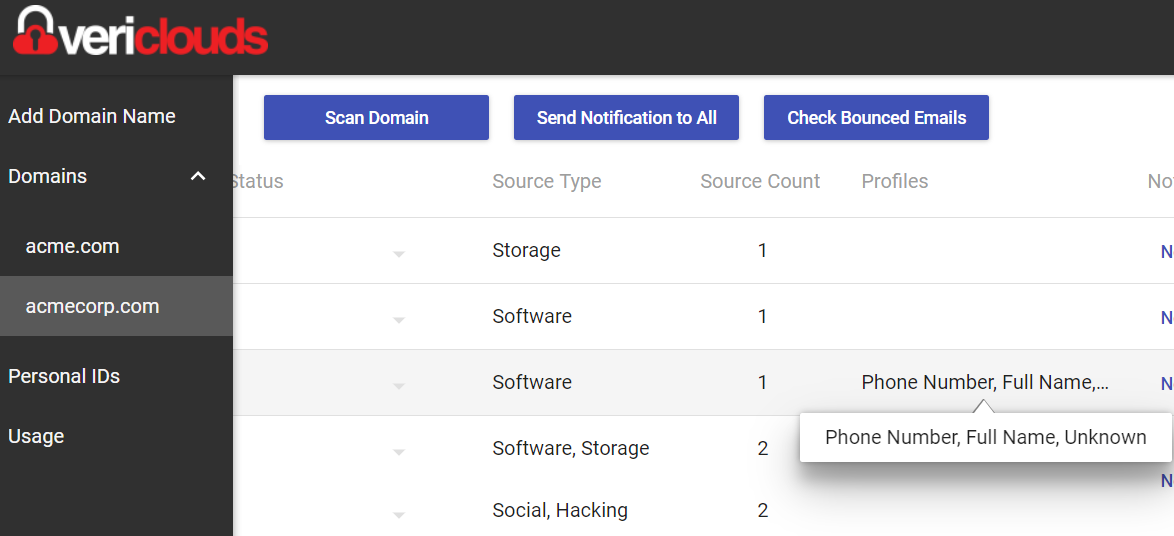 vericlouds
Add Domain Name
Domains
acme.com
acmecorp.com
Personal IDs
Usage
Scan Domain Send Notification to All Check Bounced Emails
Status Source Type Source Count Profiles No
Storage 1 N
Software 1 N
Software 1 Phone Number, Full Name,... N
Phone Number, Full Name, Unknown
Software, Storage 2
N
Social, Hacking 2